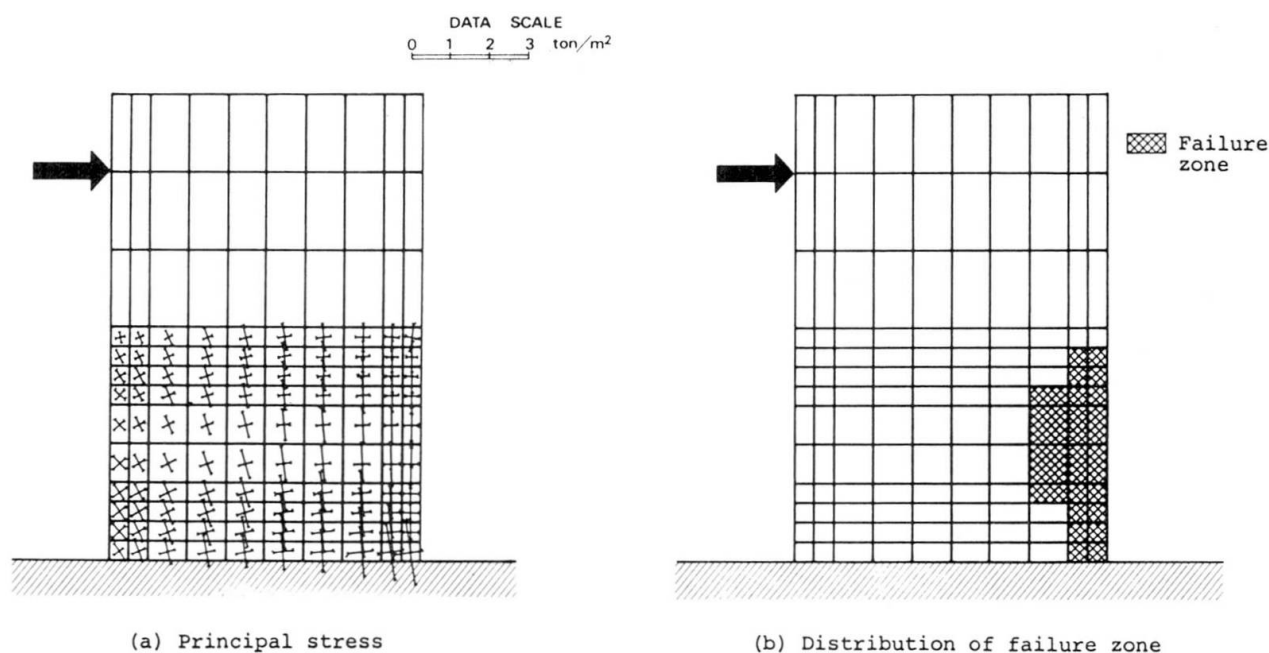 DATA SCALE
0 1 2 3 ton/m²
Failure
zone
(a) Principal stress
(b) Distribution of failure zone